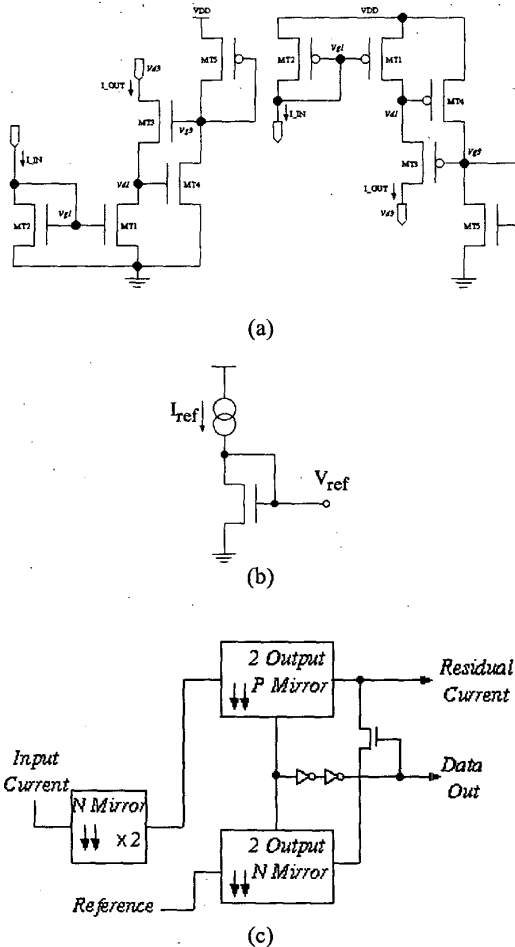 VDD
VDD
Vd3
I_OUT
MT5
MT2
MT1
Vg1
MT3
Vg3
I_IN
Vd1
MT4
I_IN
MT3
Vg3
Vd1
MT4
I_OUT
MT2
Vg1
MT1
Vd3
MT5
(a)
Iref
Vref
(b)
2 Output
P Mirror
Residual
Current
Input
Current
N Mirror
×2
Data
Out
2 Output
N Mirror
Reference
(c)